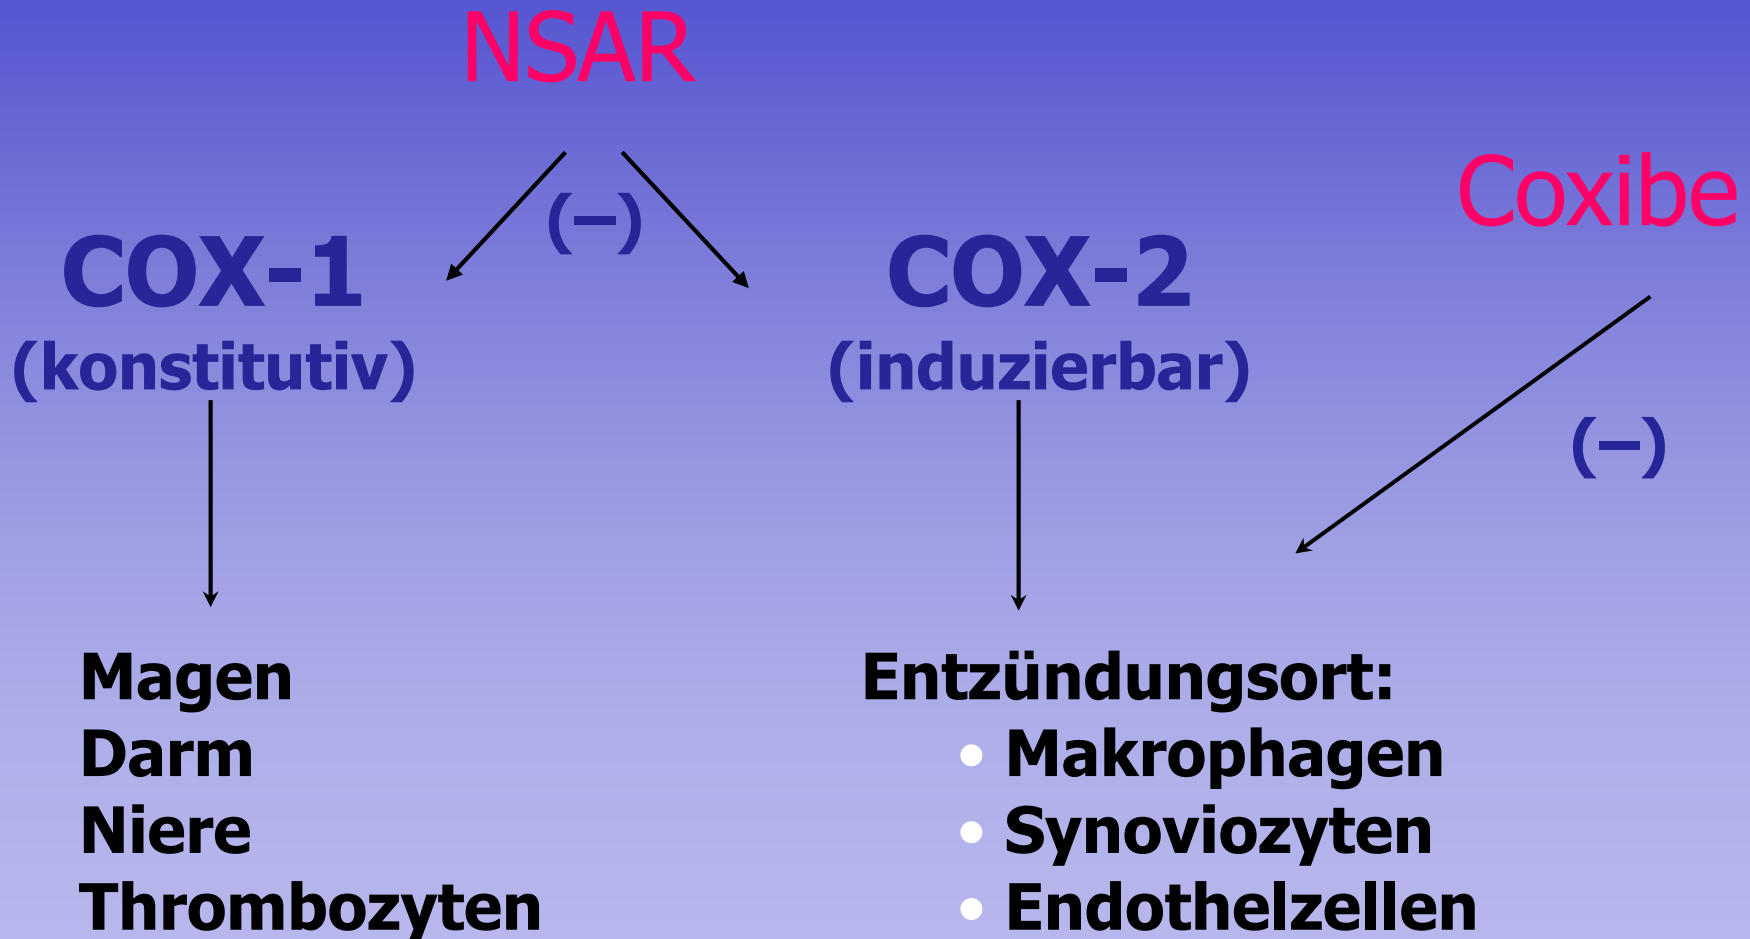 NSAR
Coxibe
(–)
COX-1
(konstitutiv)
COX-2
(induzierbar)
(–)
Magen
Darm
Niere
Thrombozyten
Entzündungsort:
• Makrophagen
• Synoviozyten
• Endothelzellen